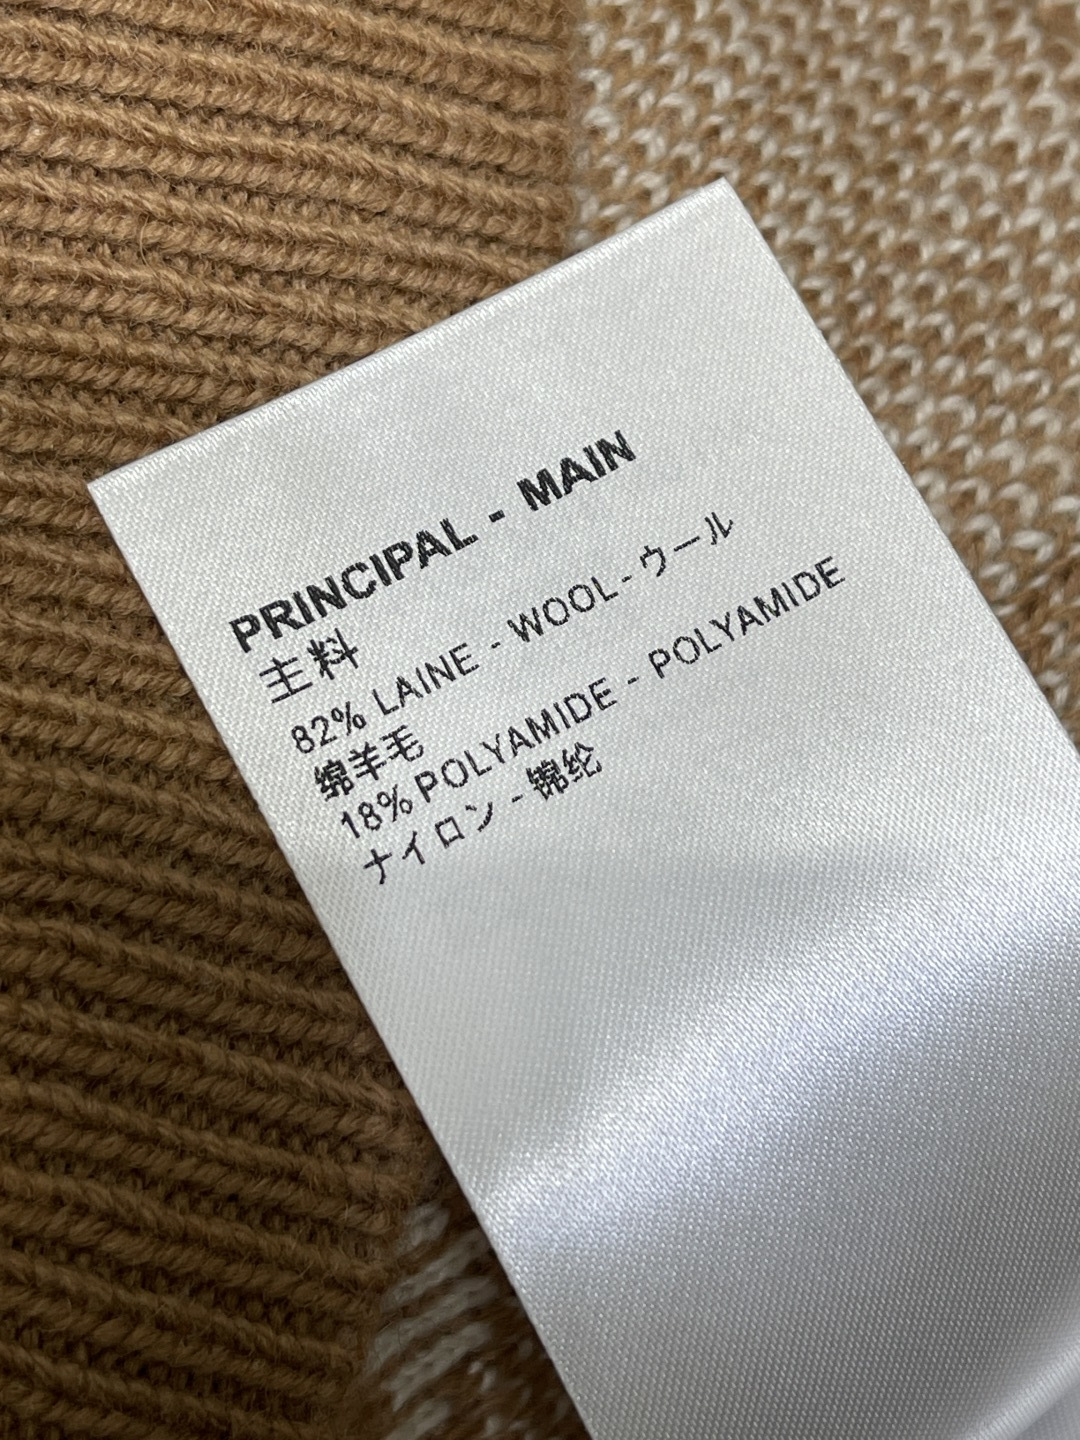 PRINCIPAL - MAIN
主料
82% LAINE - WOOL - ウール
绵羊毛
18% POLYAMIDE - POLYAMIDE
ナイロン - 锦纶